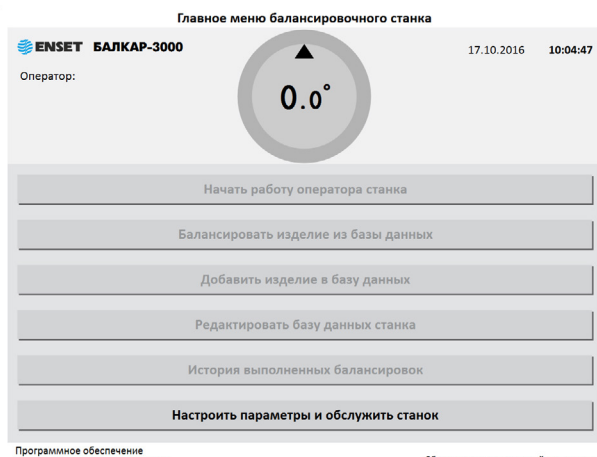 Главное меню балансировочного станка
ENSET БАЛКАР-3000
17.10.2016 10:04:47
Оператор:
0.0°
Начать работу оператора станка
Балансировать изделие из базы данных
Добавить изделие в базу данных
Редактировать базу данных станка
История выполненных балансировок
Настроить параметры и обслужить станок
Программное обеспечение